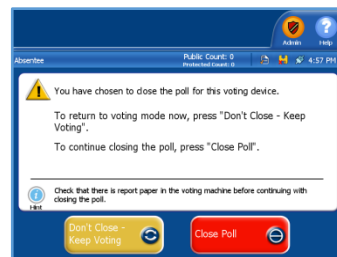 Admin Help
Absentee Public Count: 0 4:57 PM
Protected Count: 0
You have chosen to close the poll for this voting device.
To return to voting mode now, press "Don't Close - Keep
Voting".
To continue closing the poll, press "Close Poll".
Check that there is report paper in the voting machine before continuing with
closing the poll.
Hint
Don't Close -
Keep Voting
Close Poll